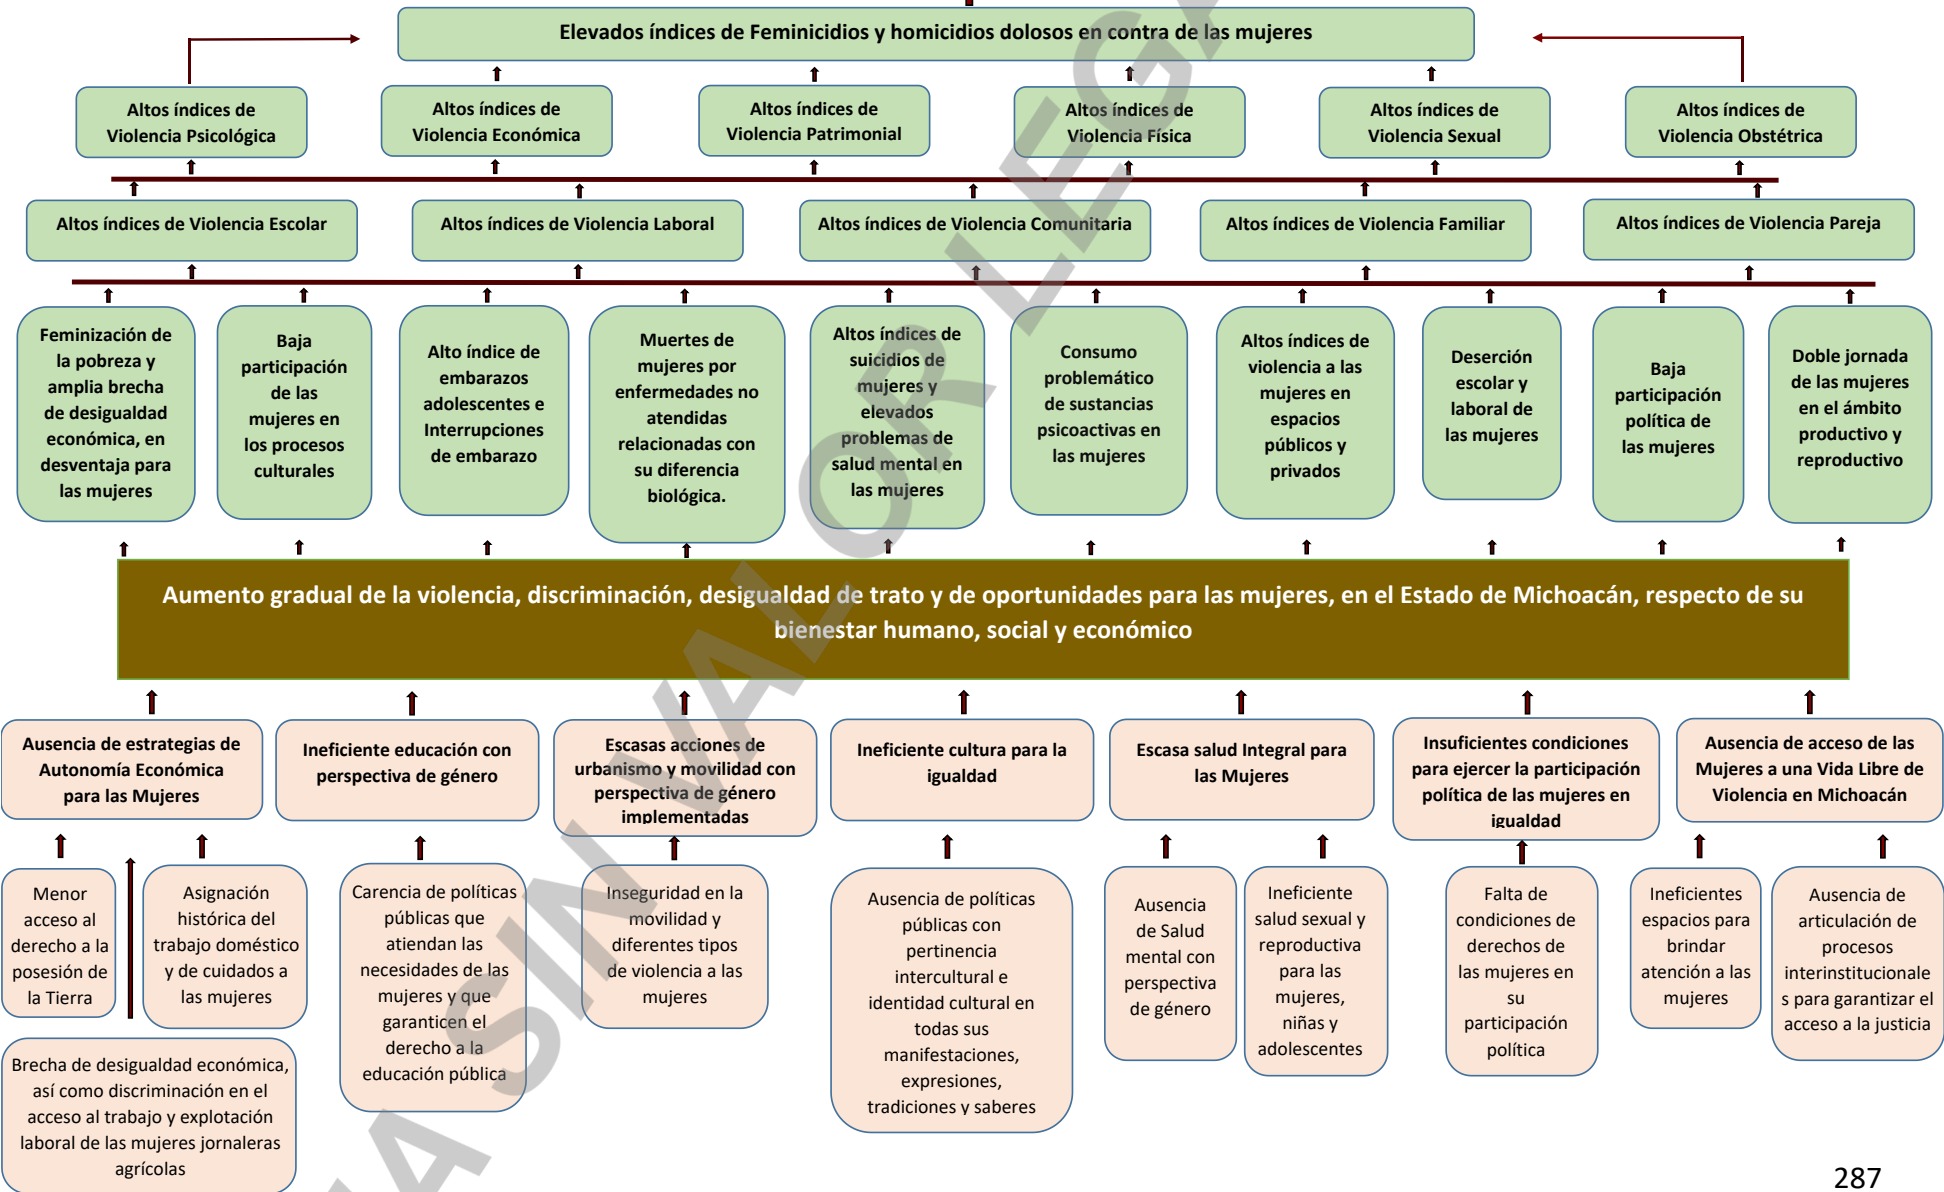 Elevados índices de Feminicidios y homicidios dolosos en contra de las mujeres
Altos índices de
Violencia Psicológica
Altos índices de
Violencia Económica
Altos índices de
Violencia Patrimonial
Altos índices de
Violencia Física
Altos índices de
Violencia Sexual
Altos índices de
Violencia Obstétrica
Altos índices de Violencia Escolar
Altos índices de Violencia Laboral
Altos índices de Violencia Comunitaria
Altos índices de Violencia Familiar
Altos índices de Violencia Pareja
Feminización de
la pobreza y
amplia brecha
de desigualdad
económica, en
desventaja para
las mujeres
Baja
participación
de las
mujeres en
los procesos
culturales
Alto índice de
embarazos
adolescentes e
Interrupciones
de embarazo
Muertes de
mujeres por
enfermedades no
atendidas
relacionadas con
su diferencia
biológica.
Altos índices de
suicidios de
mujeres y
elevados
problemas de
salud mental en
las mujeres
Consumo
problemático
de sustancias
psicoactivas en
las mujeres
Altos índices de
violencia a las
mujeres en
espacios
públicos y
privados
Deserción
escolar y
laboral de
las mujeres
Baja
participación
política de
las mujeres
Doble jornada
de las mujeres
en el ámbito
productivo y
reproductivo
Aumento gradual de la violencia, discriminación, desigualdad de trato y de oportunidades para las mujeres, en el Estado de Michoacán, respecto de su
bienestar humano, social y económico
Ausencia de estrategias de
Autonomía Económica
para las Mujeres
Ineficiente educación con
perspectiva de género
Escasas acciones de
urbanismo y movilidad con
perspectiva de género
implementadas
Ineficiente cultura para la
igualdad
Escasa salud Integral para
las Mujeres
Insuficientes condiciones
para ejercer la participación
política de las mujeres en
igualdad
Ausencia de acceso de las
Mujeres a una Vida Libre de
Violencia en Michoacán
Menor
acceso al
derecho a la
posesión de
la Tierra
Asignación
histórica del
trabajo doméstico
y de cuidados a
las mujeres
Carencia de políticas
públicas que
atiendan las
necesidades de las
mujeres y que
garanticen el
derecho a la
educación pública
Inseguridad en la
movilidad y
diferentes tipos
de violencia a las
mujeres
Ausencia de políticas
públicas con
pertinencia
intercultural e
identidad cultural en
todas sus
manifestaciones,
expresiones,
tradiciones y saberes
Ausencia
de Salud
mental con
perspectiva
de género
Ineficiente
salud sexual y
reproductiva
para las
mujeres,
niñas y
adolescentes
Falta de
condiciones de
derechos de
las mujeres en
su
participación
política
Ineficientes
espacios para
brindar
atención a las
mujeres
Ausencia de
articulación de
procesos
interinstitucionale
s para garantizar el
acceso a la justicia
Brecha de desigualdad económica,
así como discriminación en el
acceso al trabajo y explotación
laboral de las mujeres jornaleras
agrícolas
SIN VALOR LEGA
287